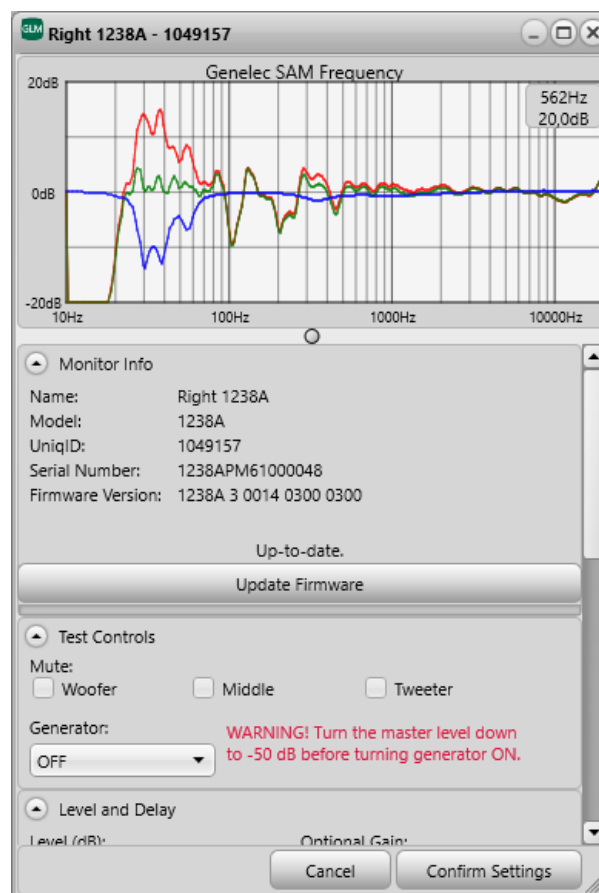 GLM Right 1238A - 1049157
Genelec SAM Frequency
20dB
562Hz
20,0dB
0dB
-20dB
10Hz 100Hz 1000Hz 10000Hz
Monitor Info
Name: Right 1238A
Model: 1238A
UniqID: 1049157
Serial Number: 1238APM61000048
Firmware Version: 1238A 3 0014 0300 0300
Up-to-date.
Update Firmware
Test Controls
Mute:
Woofer Middle Tweeter
Generator:
OFF
WARNING! Turn the master level down
to -50 dB before turning generator ON.
Level and Delay
Level (dB): Optional Gain:
Cancel Confirm Settings